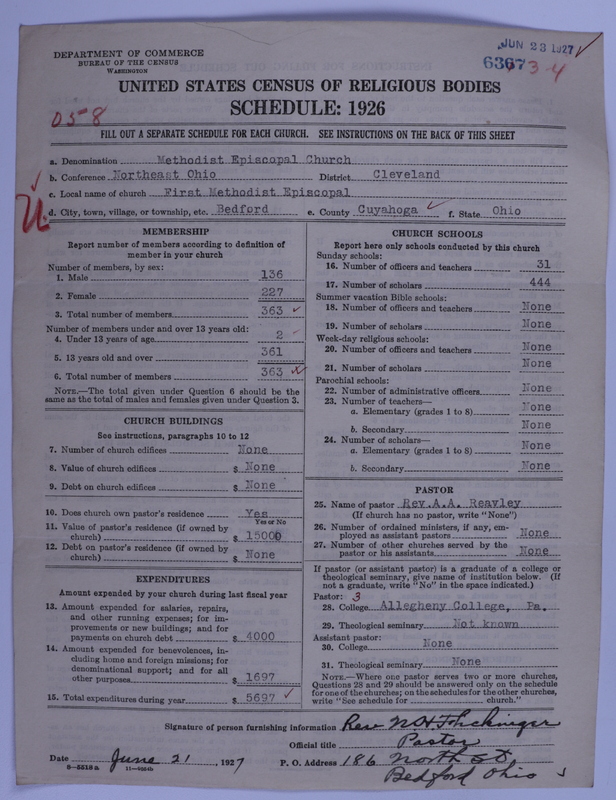 DEPARTMENT OF COMMERCE
BUREAU OF THE CENSUS
WASHINGTON
JUN 23 1927
6367 3-4
UNITED STATES CENSUS OF RELIGIOUS BODIES
SCHEDULE: 1926
05-8
FILL OUT A SEPARATE SCHEDULE FOR EACH CHURCH. SEE INSTRUCTIONS ON THE BACK OF THIS SHEET
a. Denomination Methodist Episcopal Church
b. Conference Northeast Ohio District Cleveland
c. Local name of church First Methodist Episcopal
d. City, town, village, or township, etc. Bedford e. County Cuyahoga f. State Ohio
MEMBERSHIP
Report number of members according to definition of
member in your church
Number of members, by sex:
1. Male 136
2. Female 227
3. Total number of members 363
Number of members under and over 13 years old:
4. Under 13 years of age 2
5. 13 years old and over 361
6. Total number of members 363
NOTE.—The total given under Question 6 should be the
same as the total of males and females given under Question 3.
CHURCH BUILDINGS
See instructions, paragraphs 10 to 12
7. Number of church edifices None
8. Value of church edifices $ None
9. Debt on church edifices $ None
10. Does church own pastor's residence Yes
Yes or No
11. Value of pastor's residence (if owned by
church) $ 15000
12. Debt on pastor's residence (if owned by
church) $ None
EXPENDITURES
Amount expended by your church during last fiscal year
13. Amount expended for salaries, repairs,
and other running expenses; for im-
provements or new buildings; and for
payments on church debt $ 4000
14. Amount expended for benevolences, in-
cluding home and foreign missions; for
denominational support; and for all
other purposes $ 1697
15. Total expenditures during year $ 5697
CHURCH SCHOOLS
Report here only schools conducted by this church
Sunday schools:
16. Number of officers and teachers 31
17. Number of scholars 444
Summer vacation Bible schools:
18. Number of officers and teachers None
19. Number of scholars None
Week-day religious schools:
20. Number of officers and teachers None
21. Number of scholars None
Parochial schools:
22. Number of administrative officers None
23. Number of teachers—
a. Elementary (grades 1 to 8) None
b. Secondary None
24. Number of scholars—
a. Elementary (grades 1 to 8) None
b. Secondary None
PASTOR
25. Name of pastor Rev.A.A. Reavley
(If church has no pastor, write "None")
26. Number of ordained ministers, if any, em-
ployed as assistant pastors None
27. Number of other churches served by the
pastor or his assistants None
If pastor (or assistant pastor) is a graduate of a college or
theological seminary, give name of institution below. (If
not a graduate, write "No" in the space indicated.)
Pastor: 3
28. College Allegheny College, Pa.
29. Theological seminary Not known
Assistant pastor:
30. College None
31. Theological seminary None
NOTE.—Where one pastor serves two or more churches,
Questions 28 and 29 should be answered only on the schedule
for one of the churches; on the schedules for the other churches,
write "See schedule for church."
Signature of person furnishing information Rev N H
Official title Pastor
Date June 21, 1927 P. O. Address 186 North St.
Bedford Ohio
8-5518a 11-9554b